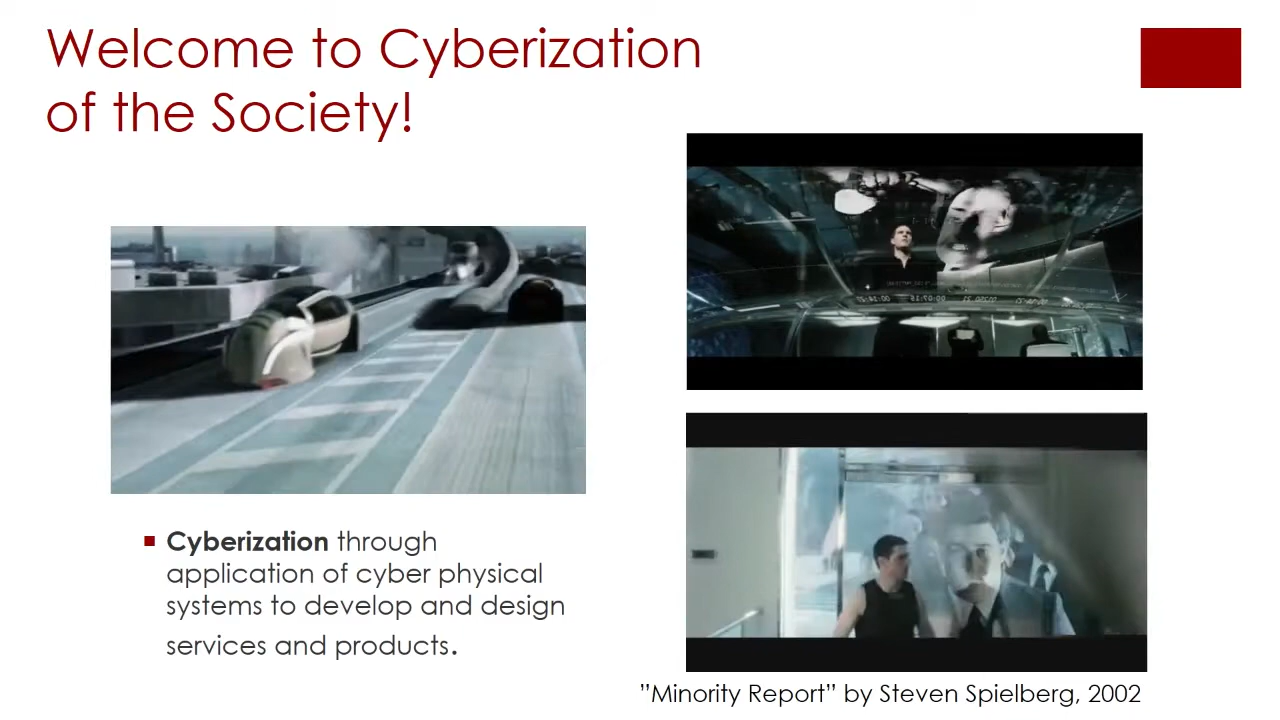 Welcome to Cyberization
of the Society!
Cyberization through
application of cyber physical
systems to develop and design
services and products.
”Minority Report” by Steven Spielberg, 2002